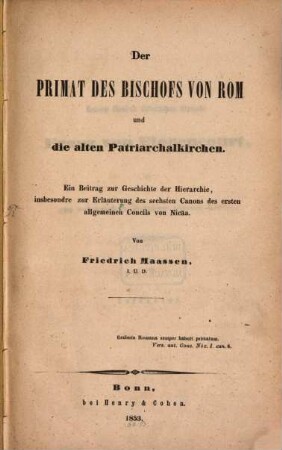 Der
PRIMAT DES BISCHOFS VON ROM
und
die alten Patriarchalkirchen.
Ein Beitrag zur Geschichte der Hierarchie,
insbesondre zur Erläuterung des sechsten Canons des ersten
allgemeinen Concils von Nicäa.
Von
Friedrich Maassen,
I. U. D.
Ecclesia Romana semper habuit primatum.
Vers. ant. Conc. Nic. I. can. 6.
Bonn,
bei Henry & Cohen.
1853.